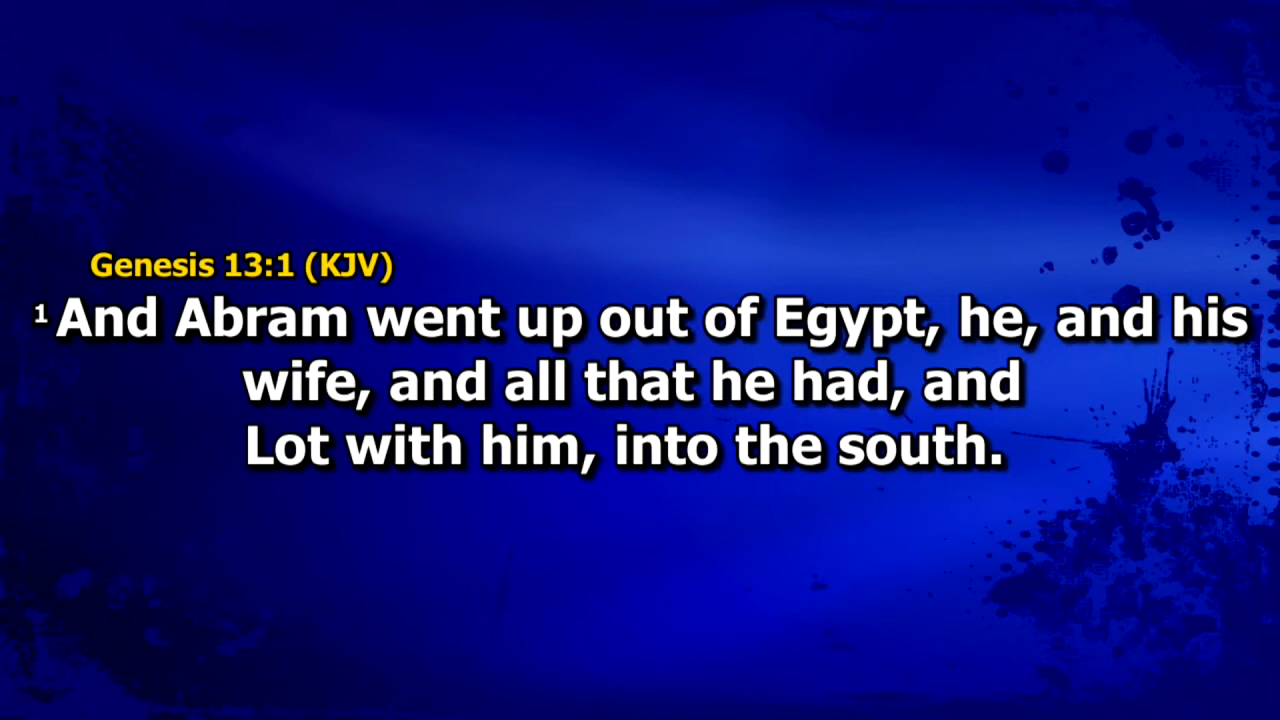 Genesis 13:1 (KJV)
1 And Abram went up out of Egypt, he, and his
wife, and all that he had, and
Lot with him, into the south.